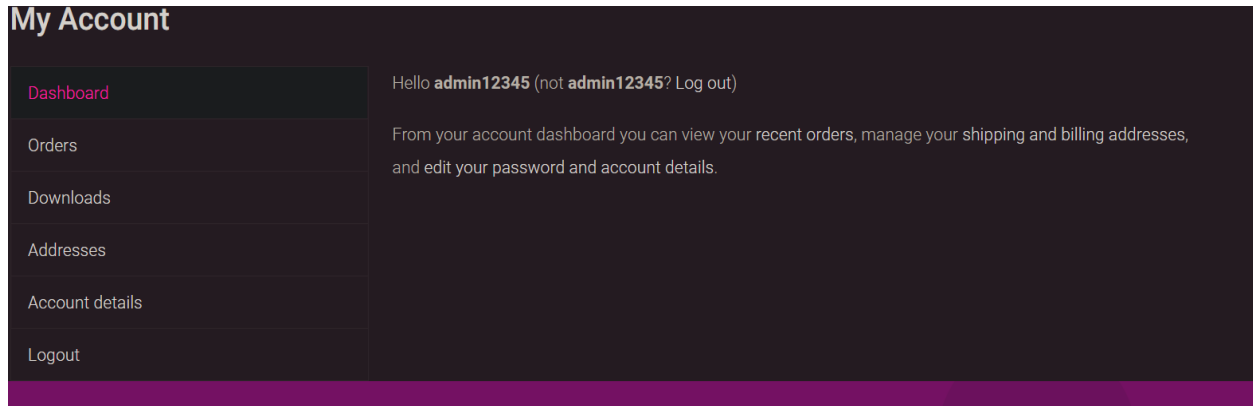 My Account
Dashboard
Orders
Downloads
Addresses
Account details
Logout
Hello admin12345 (not admin12345? Log out)
From your account dashboard you can view your recent orders, manage your shipping and billing addresses,
and edit your password and account details.